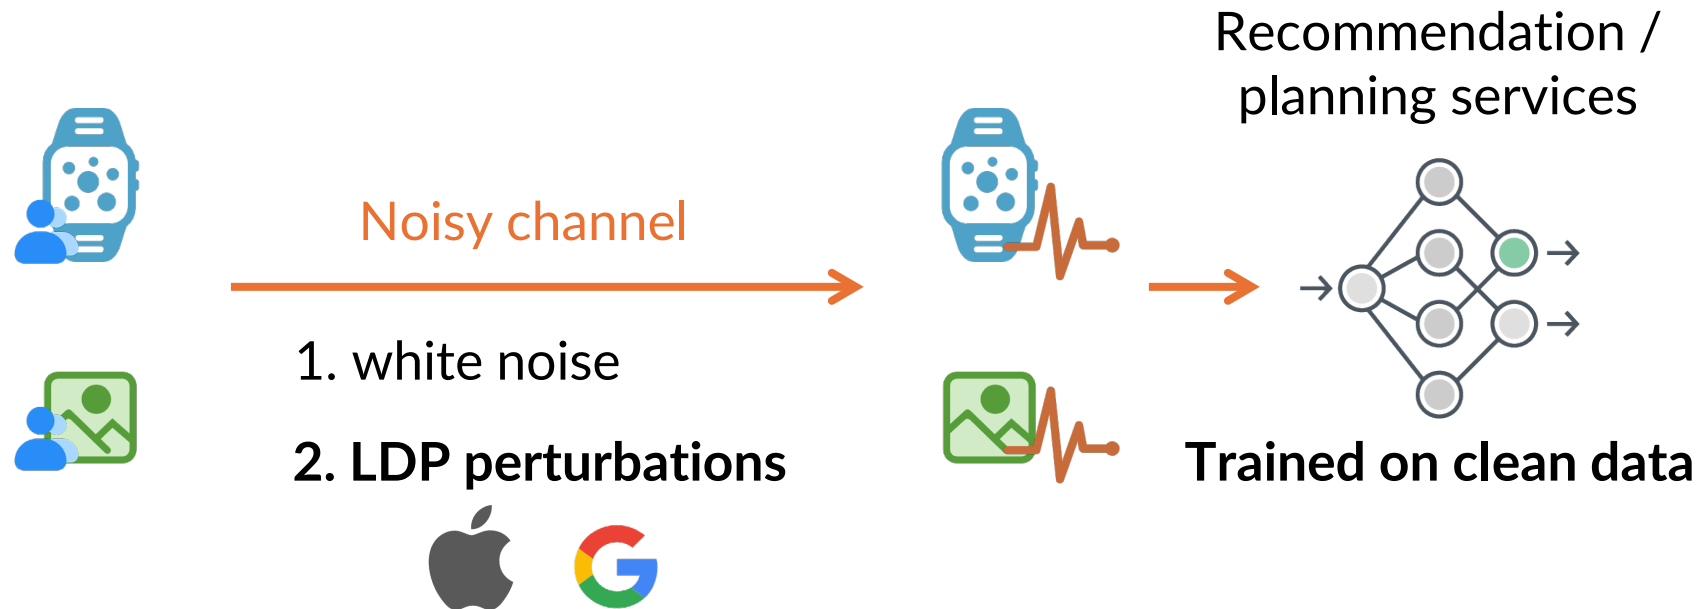 Recommendation /
planning services
Noisy channel
1. white noise
2. LDP perturbations
Trained on clean data